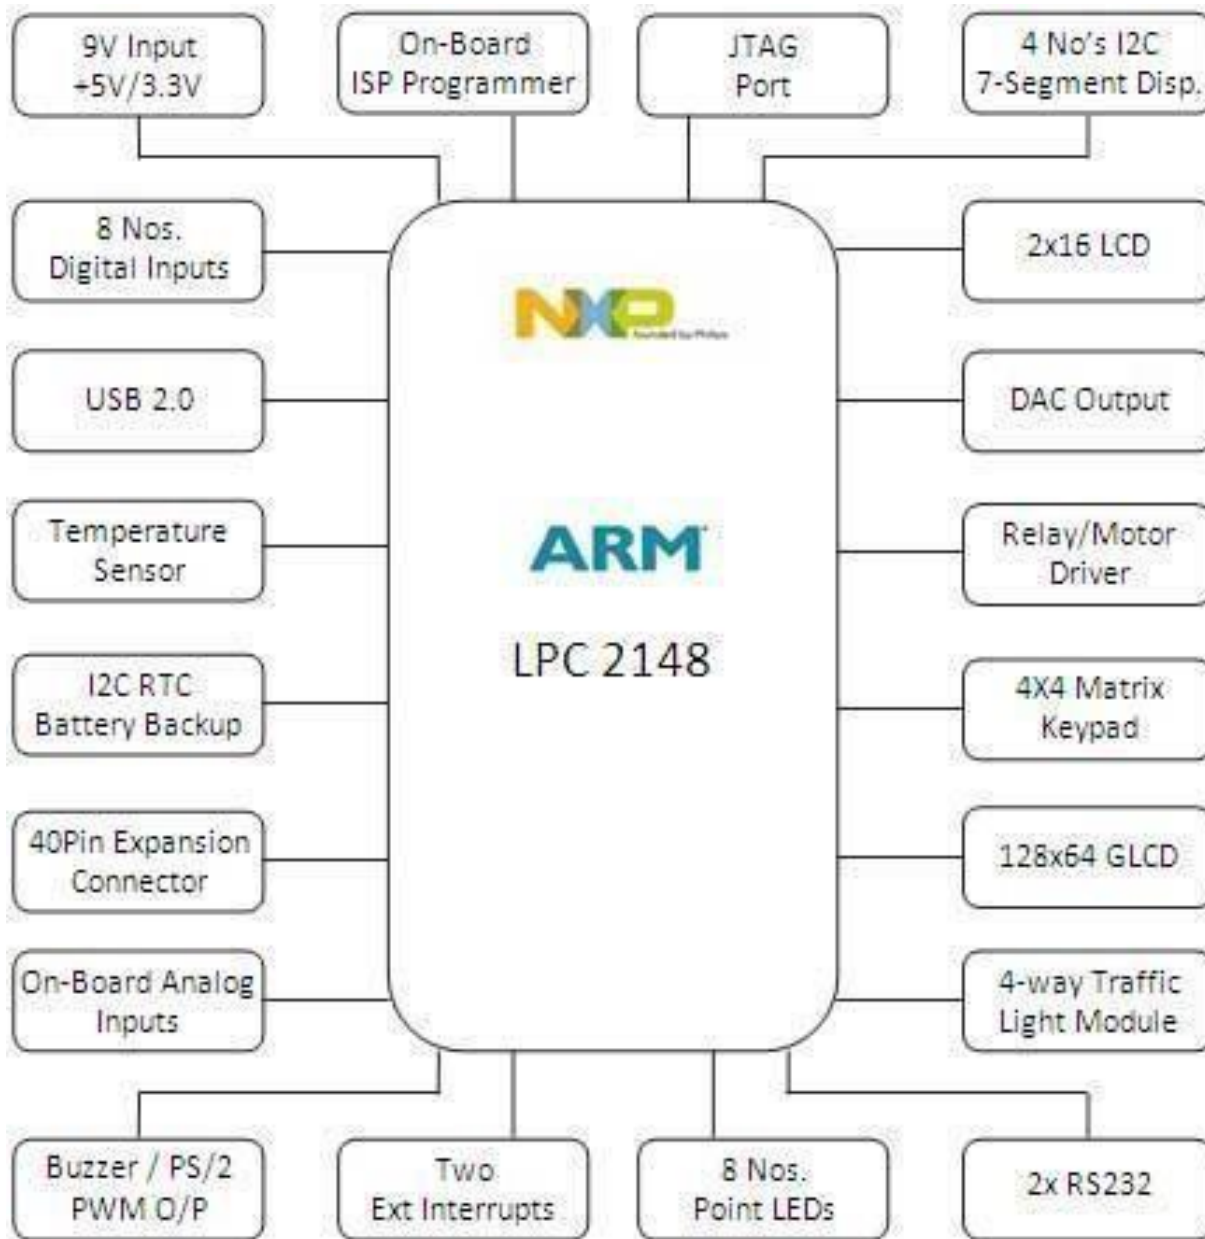 9V Input
+5V/3.3V
On-Board
ISP Programmer
JTAG
Port
4 No's I2C
7-Segment Disp.
8 Nos.
Digital Inputs
2x16 LCD
NXP
founded by Philips
USB 2.0
DAC Output
Temperature
Sensor
ARM
Relay/Motor
Driver
LPC 2148
I2C RTC
Battery Backup
4X4 Matrix
Keypad
40Pin Expansion
Connector
128x64 GLCD
On-Board Analog
Inputs
4-way Traffic
Light Module
Buzzer / PS/2
PWM O/P
Two
Ext Interrupts
8 Nos.
Point LEDs
2x RS232